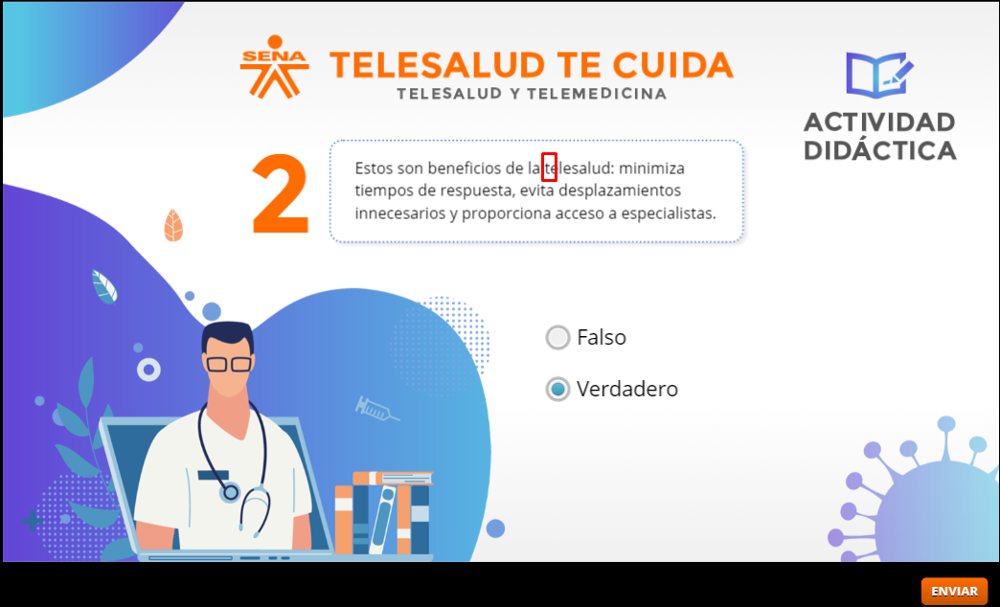 SENA
TELESALUD TE CUIDA
TELESALUD Y TELEMEDICINA
ACTIVIDAD
DIDÁCTICA
2
Estos son beneficios de la telesalud: minimiza
tiempos de respuesta, evita desplazamientos
innecesarios y proporciona acceso a especialistas.
Falso
Verdadero
ENVIAR